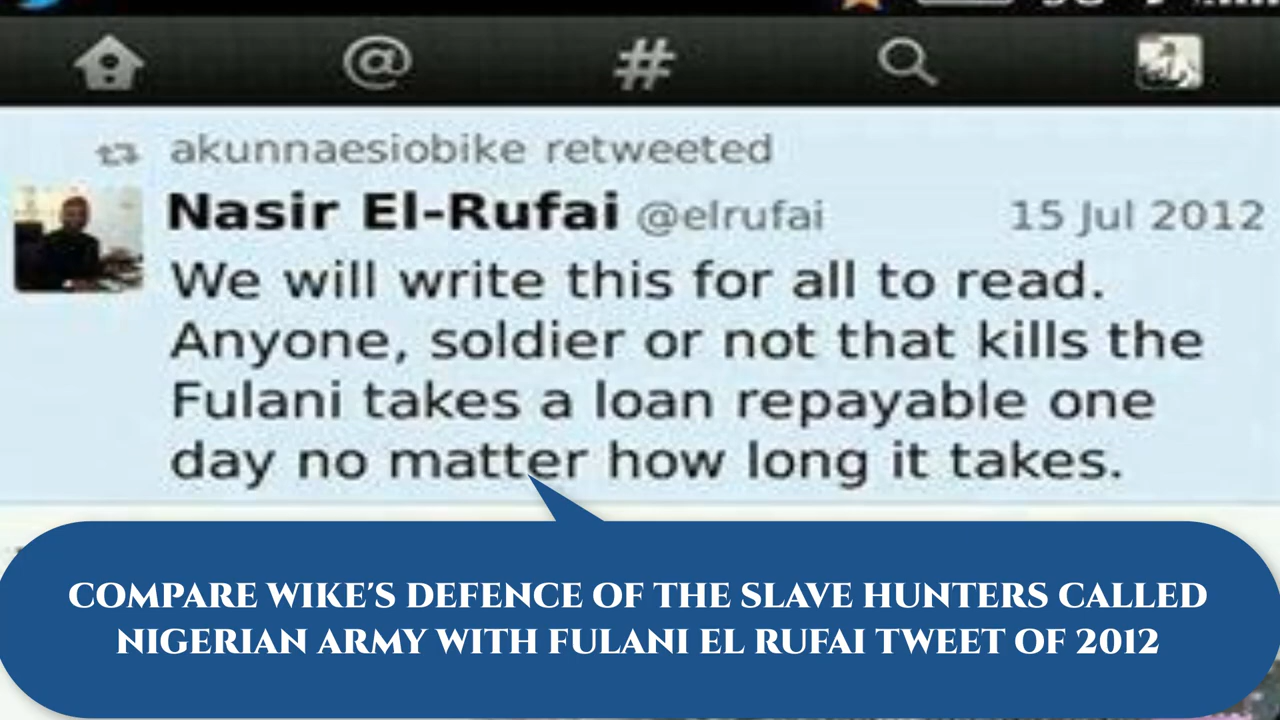 akunnaesiobike retweeted
Nasir El-Rufai @elrufai 15 Jul 2012
We will write this for all to read.
Anyone, soldier or not that kills the
Fulani takes a loan repayable one
day no matter how long it takes.
COMPARE WIKE'S DEFENCE OF THE SLAVE HUNTERS CALLED
NIGERIAN ARMY WITH FULANI EL RUFAI TWEET OF 2012